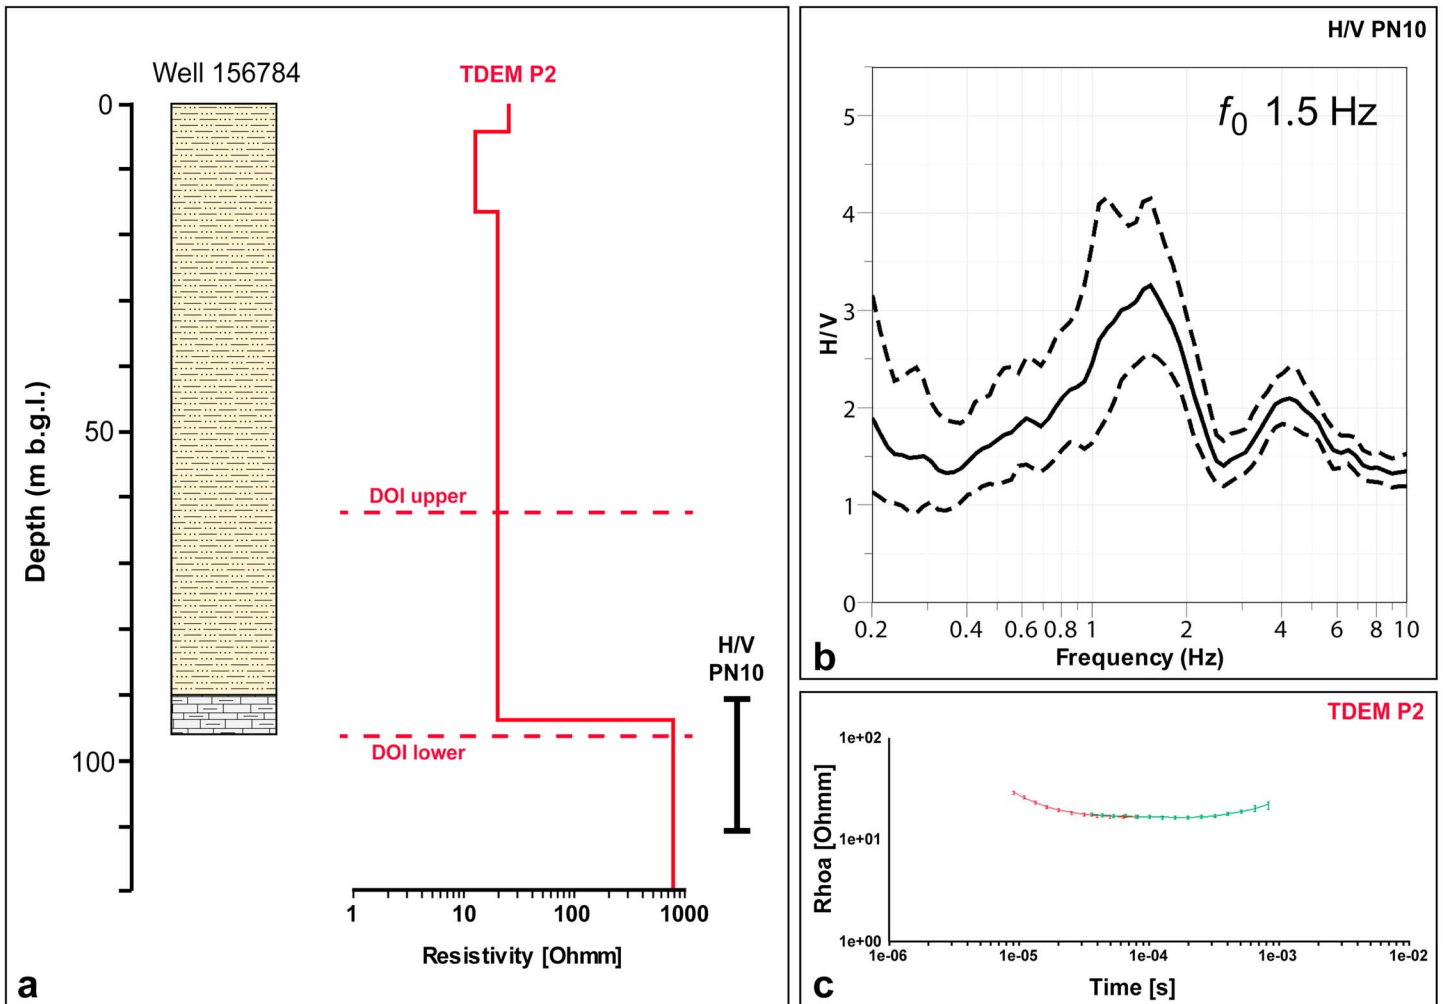 Well 156784
TDEM P2
0
50
100
Depth (m b.g.l.)
DOI upper
DOI lower
H/V
PN10
1 10 100 1000
Resistivity [Ohmm]
a
H/V PN10
f0 1.5 Hz
5
4
3
2
1
0
H/V
0.2 0.4 0.6 0.8 1 2 4 6 8 10
Frequency (Hz)
b
TDEM P2
1e+02
1e+01
1e+00
Rhoa [Ohmm]
1e-06 1e-05 1e-04 1e-03 1e-02
Time [s]
c